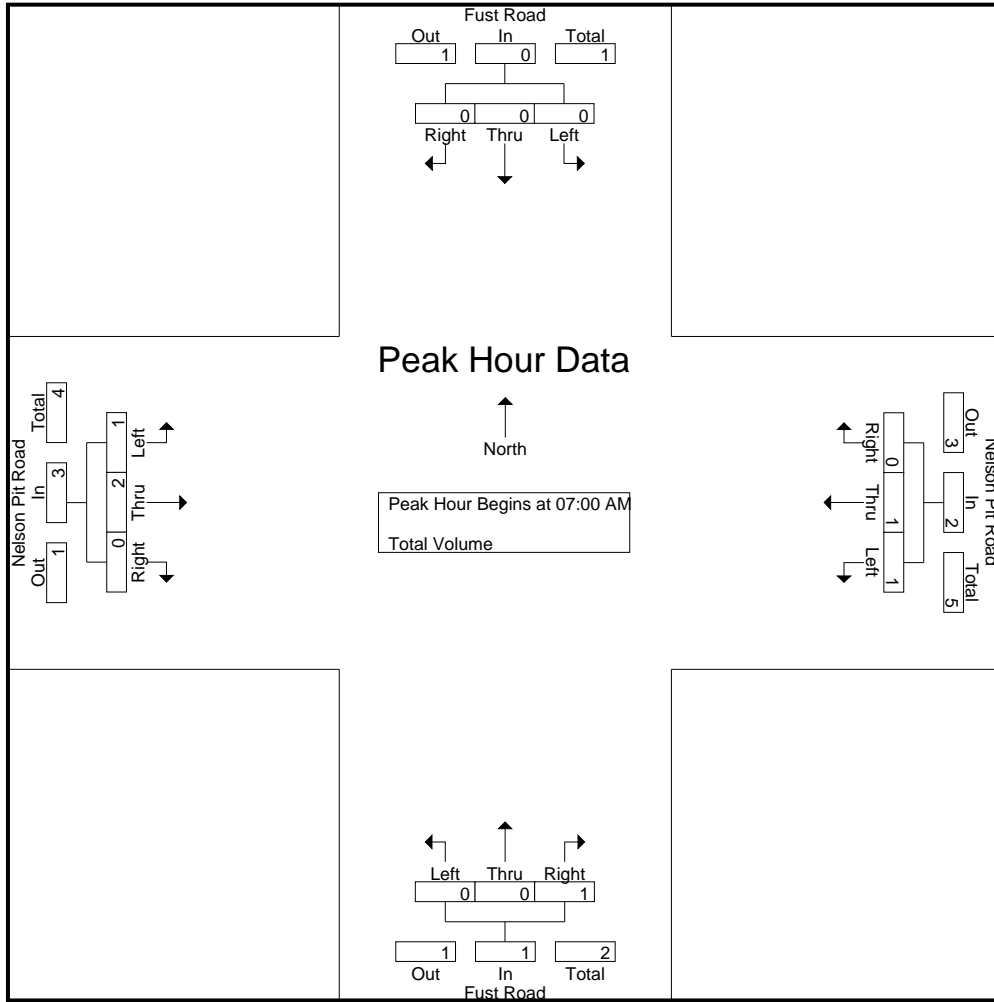 Fust Road
Out In Total
1 0 1
0 0 0
Right Thru Left
Peak Hour Data
North
Peak Hour Begins at 07:00 AM
Total Volume
Nelson Pit Road
Total In Out
4 3 1
1 2 0
Left Thru Right
Nelson Pit Road
Out In Total
3 2 5
0 1 1
Right Thru Left
Left Thru Right
0 0 1
1 1 2
Out In Total
Fust Road